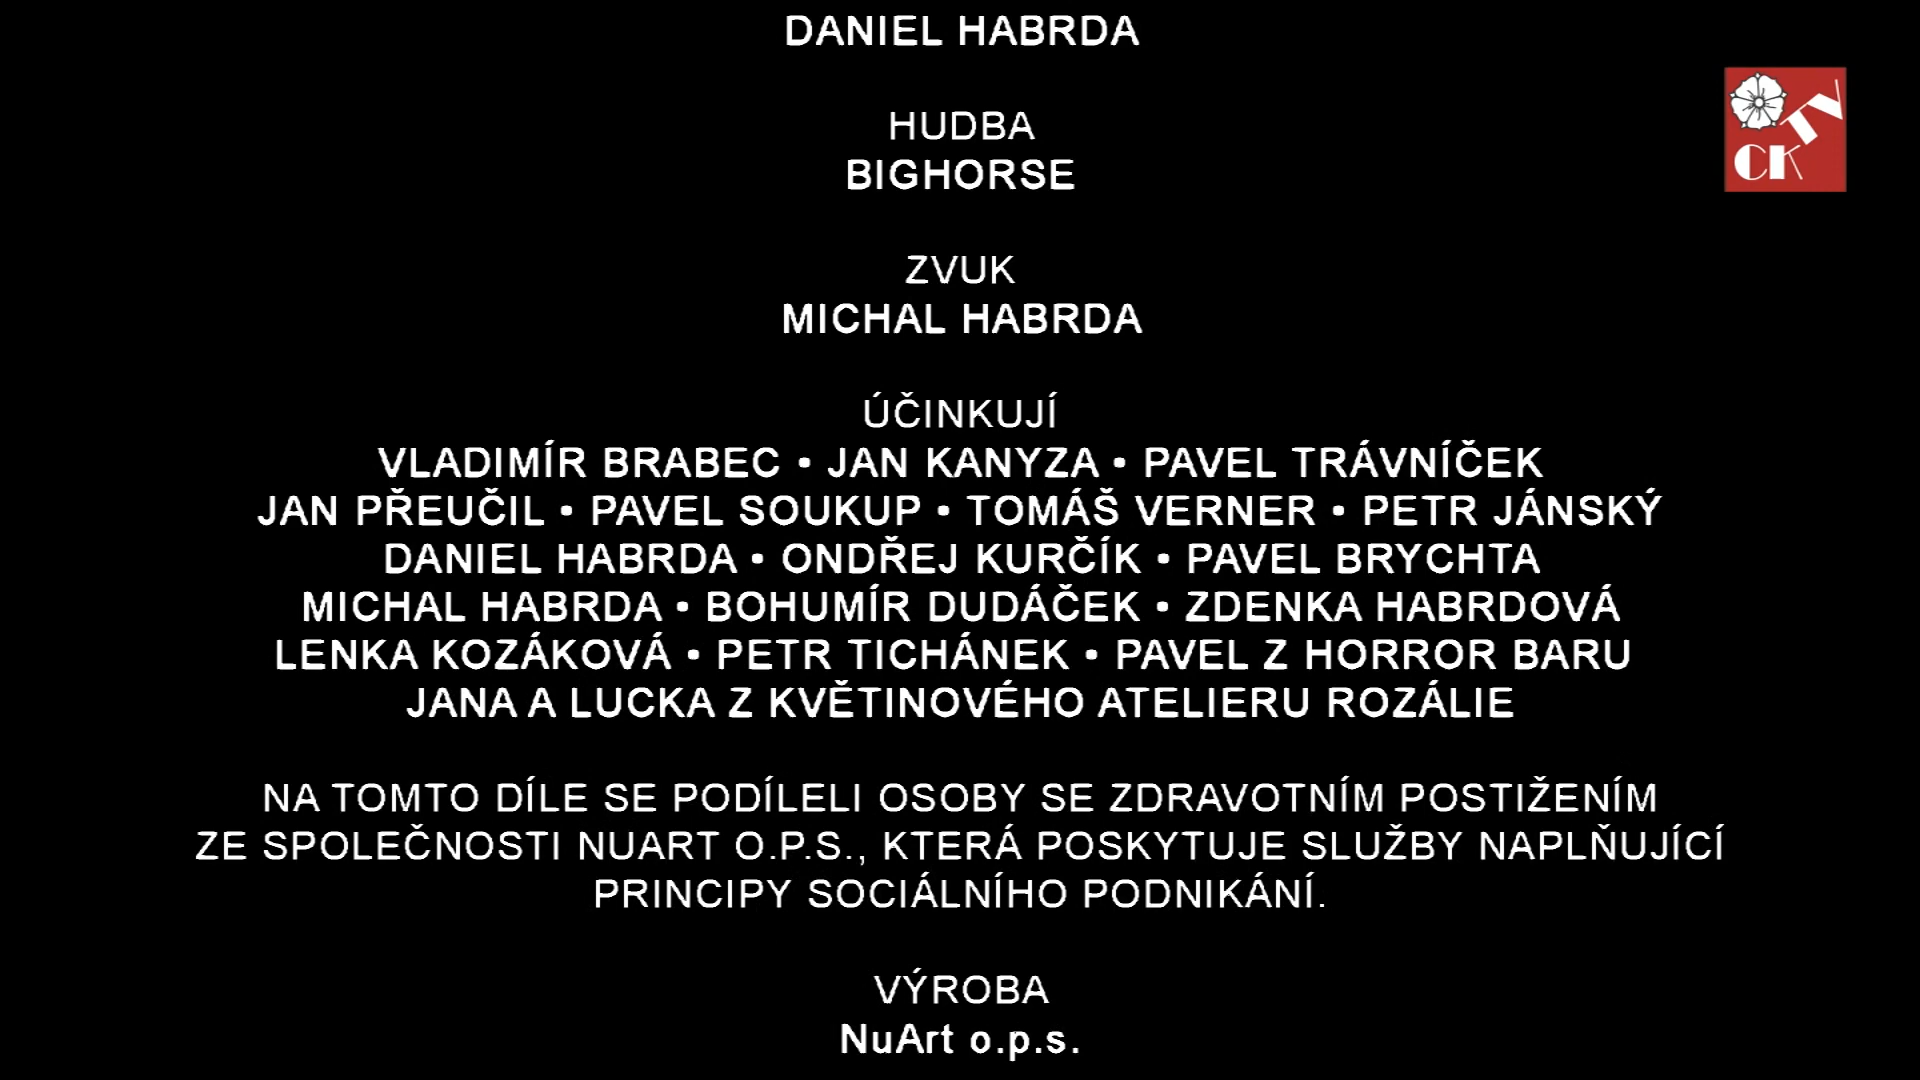 DANIEL HABRDA
HUDBA
BIGHORSE
ZVUK
MICHAL HABRDA
ÚČINKUJÍ
VLADIMÍR BRABEC • JAN KANYZA • PAVEL TRÁVNÍČEK
JAN PŘEUČIL • PAVEL SOUKUP • TOMÁŠ VERNER • PETR JÁNSKÝ
DANIEL HABRDA • ONDŘEJ KURČÍK • PAVEL BRYCHTA
MICHAL HABRDA • BOHUMÍR DUDÁČEK • ZDENKA HABRDOVÁ
LENKA KOZÁKOVÁ • PETR TICHÁNEK • PAVEL Z HORROR BARU
JANA A LUCKA Z KVĚTINOVÉHO ATELIERU ROZÁLIE
NA TOMTO DÍLE SE PODÍLELI OSOBY SE ZDRAVOTNÍM POSTIŽENÍM
ZE SPOLEČNOSTI NUART O.P.S., KTERÁ POSKYTUJE SLUŽBY NAPLŇUJÍCÍ
PRINCIPY SOCIÁLNÍHO PODNIKÁNÍ.
VÝROBA
NuArt o.p.s.
CK TV